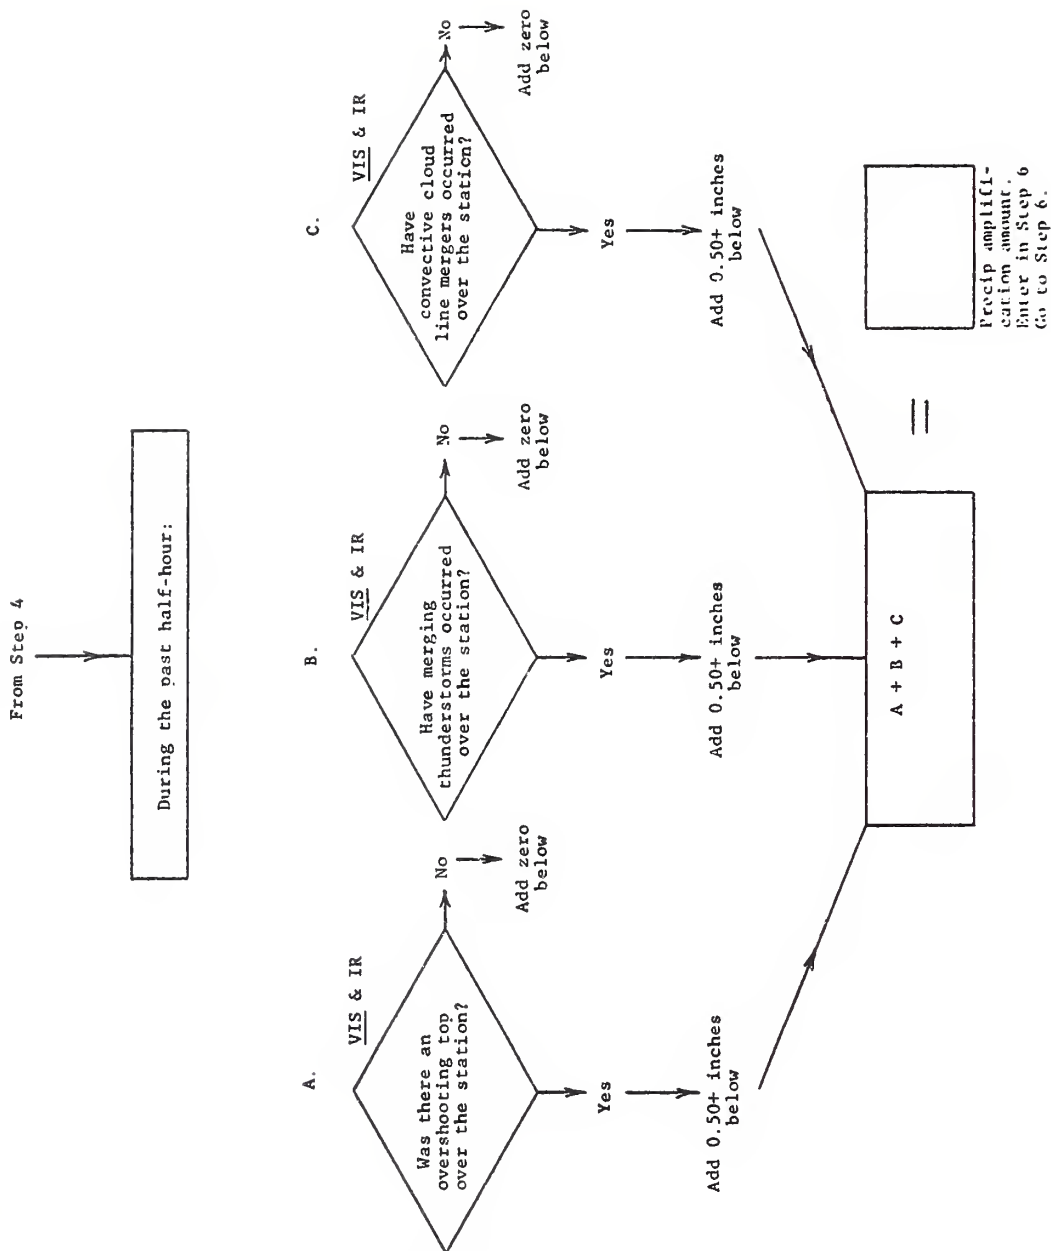 From Step 4
During the past half-hour:
A.
VIS & IR
Was there an
overshooting top
over the station?
No
Add zero
below
Yes
Add 0.50+ inches
below
B.
VIS & IR
Have merging
thunderstorms occurred
over the station?
No
Add zero
below
Yes
Add 0.50+ inches
below
C.
VIS & IR
Have
convective cloud
line mergers occurred
over the station?
No
Add zero
below
Yes
Add 0.50+ inches
below
A + B + C
=
Precip amplifi-
cation amount.
Enter in Step 6
Go to Step 6.